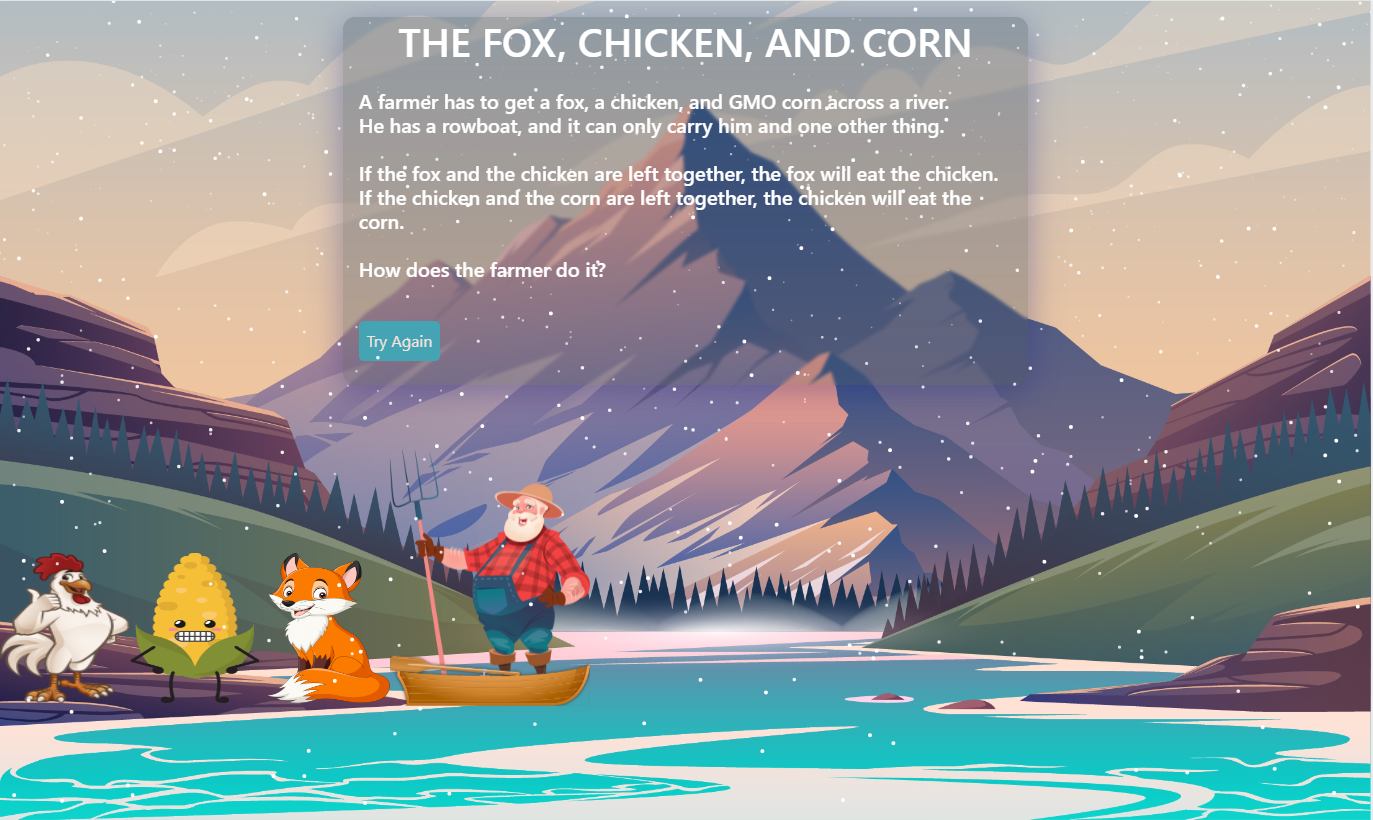 THE FOX, CHICKEN, AND CORN
A farmer has to get a fox, a chicken, and GMO corn across a river.
He has a rowboat, and it can only carry him and one other thing.
If the fox and the chicken are left together, the fox will eat the chicken.
If the chicken and the corn are left together, the chicken will eat the
corn.
How does the farmer do it?
Try Again